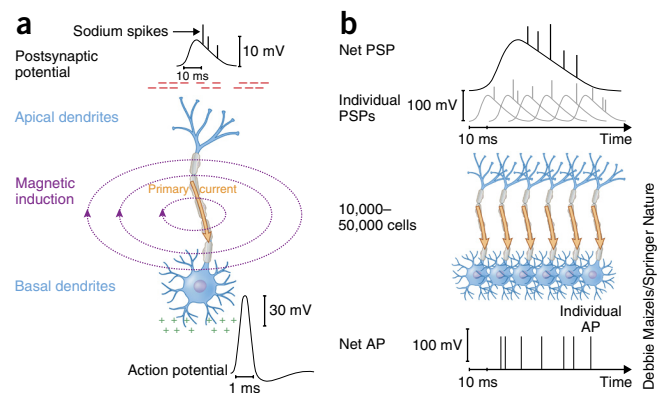 a
Sodium spikes
Postsynaptic
potential
10 mV
10 ms
Apical dendrites
Magnetic
induction
Primary current
Basal dendrites
+ + + + + +
+ + + + +
30 mV
Action potential
1 ms
b
Net PSP
Individual
PSPs
100 mV
10 ms
Time
10,000–
50,000 cells
Individual
AP
Net AP
100 mV
10 ms
Time
Debbie Maizels/Springer Nature